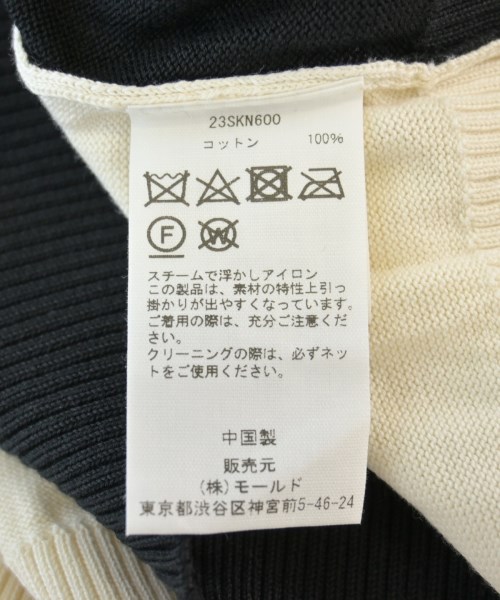 23SKN600
コットン 100%
F W
スチームで浮かしアイロン
この製品は、素材の特性上引っ
掛かりが出やすくなっています。
ご着用の際は、充分ご注意くだ
さい。
クリーニングの際は、必ずネッ
トをご使用ください。
中国製
販売元
(株)モールド
東京都渋谷区神宮前5-46-24